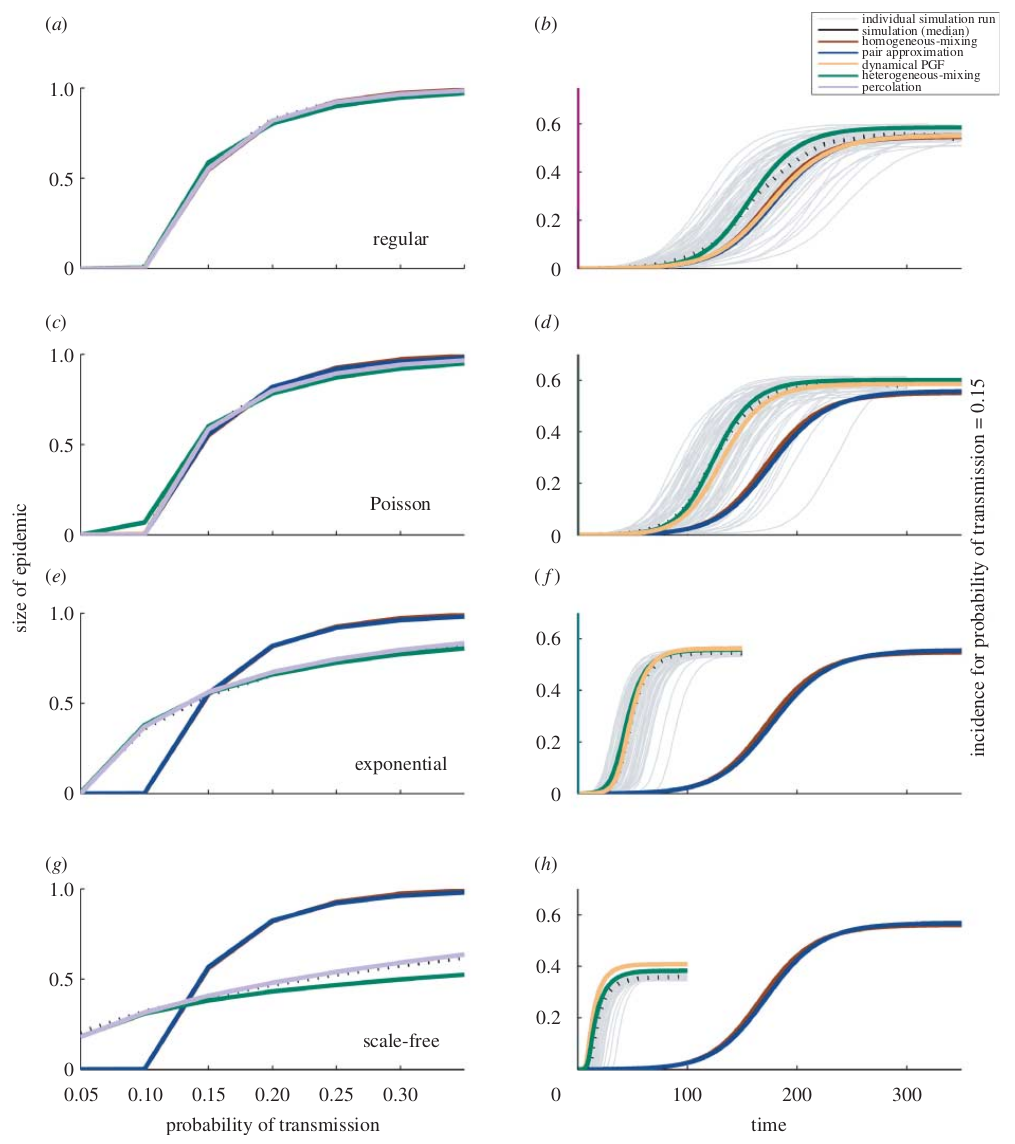 (a)
(b)
individual simulation run
simulation (median)
homogeneous-mixing
pair approximation
dynamical PGF
heterogeneous-mixing
percolation
1.0
0.5
0
regular
0.6
0.4
0.2
0
(c)
(d)
1.0
0.5
0
Poisson
0.6
0.4
0.2
0
(e)
(f)
1.0
0.5
0
exponential
0.6
0.4
0.2
0
size of epidemic
incidence for probability of transmission = 0.15
(g)
(h)
1.0
0.5
0
scale-free
0.6
0.4
0.2
0.05 0.10 0.15 0.20 0.25 0.30
probability of transmission
0 100 200 300
time